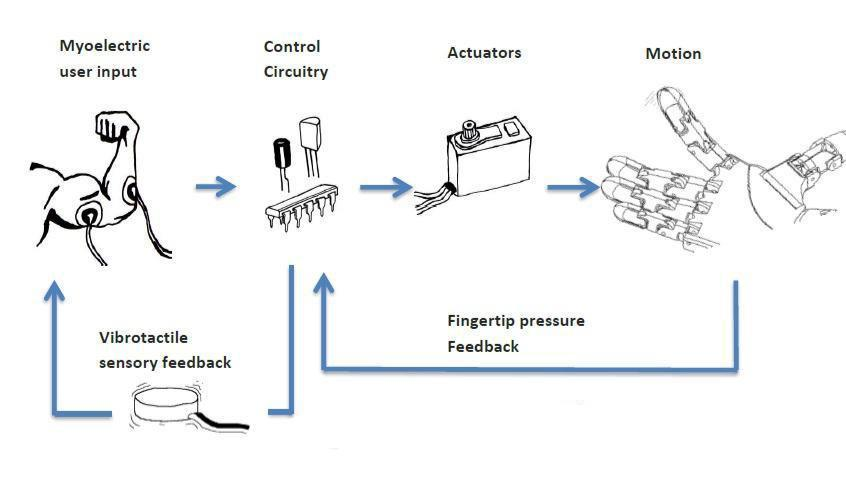 Myoelectric
user input
Control
Circuitry
Actuators
Motion
Vibrotactile
sensory feedback
Fingertip pressure
Feedback